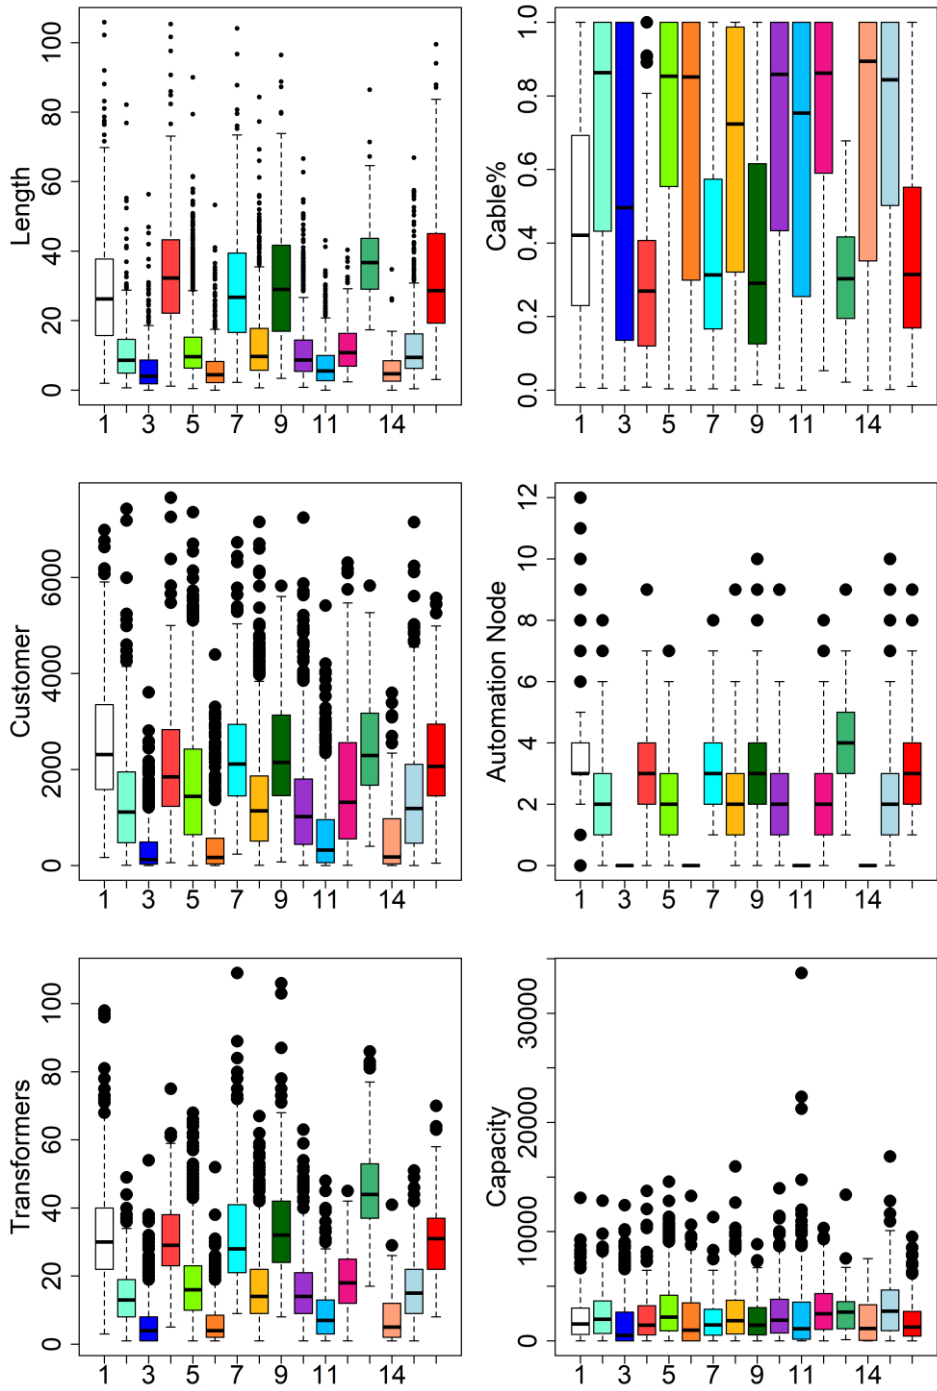 Length
0 20 40 60 80 100
1 3 5 7 9 11 14
Cable%
0.0 0.2 0.4 0.6 0.8 1.0
1 3 5 7 9 11 14
Customer
0 2000 4000 6000
1 3 5 7 9 11 14
Automation Node
0 2 4 6 8 10 12
1 3 5 7 9 11 14
Transformers
0 20 40 60 80 100
1 3 5 7 9 11 14
Capacity
0 10000 20000 30000
1 3 5 7 9 11 14